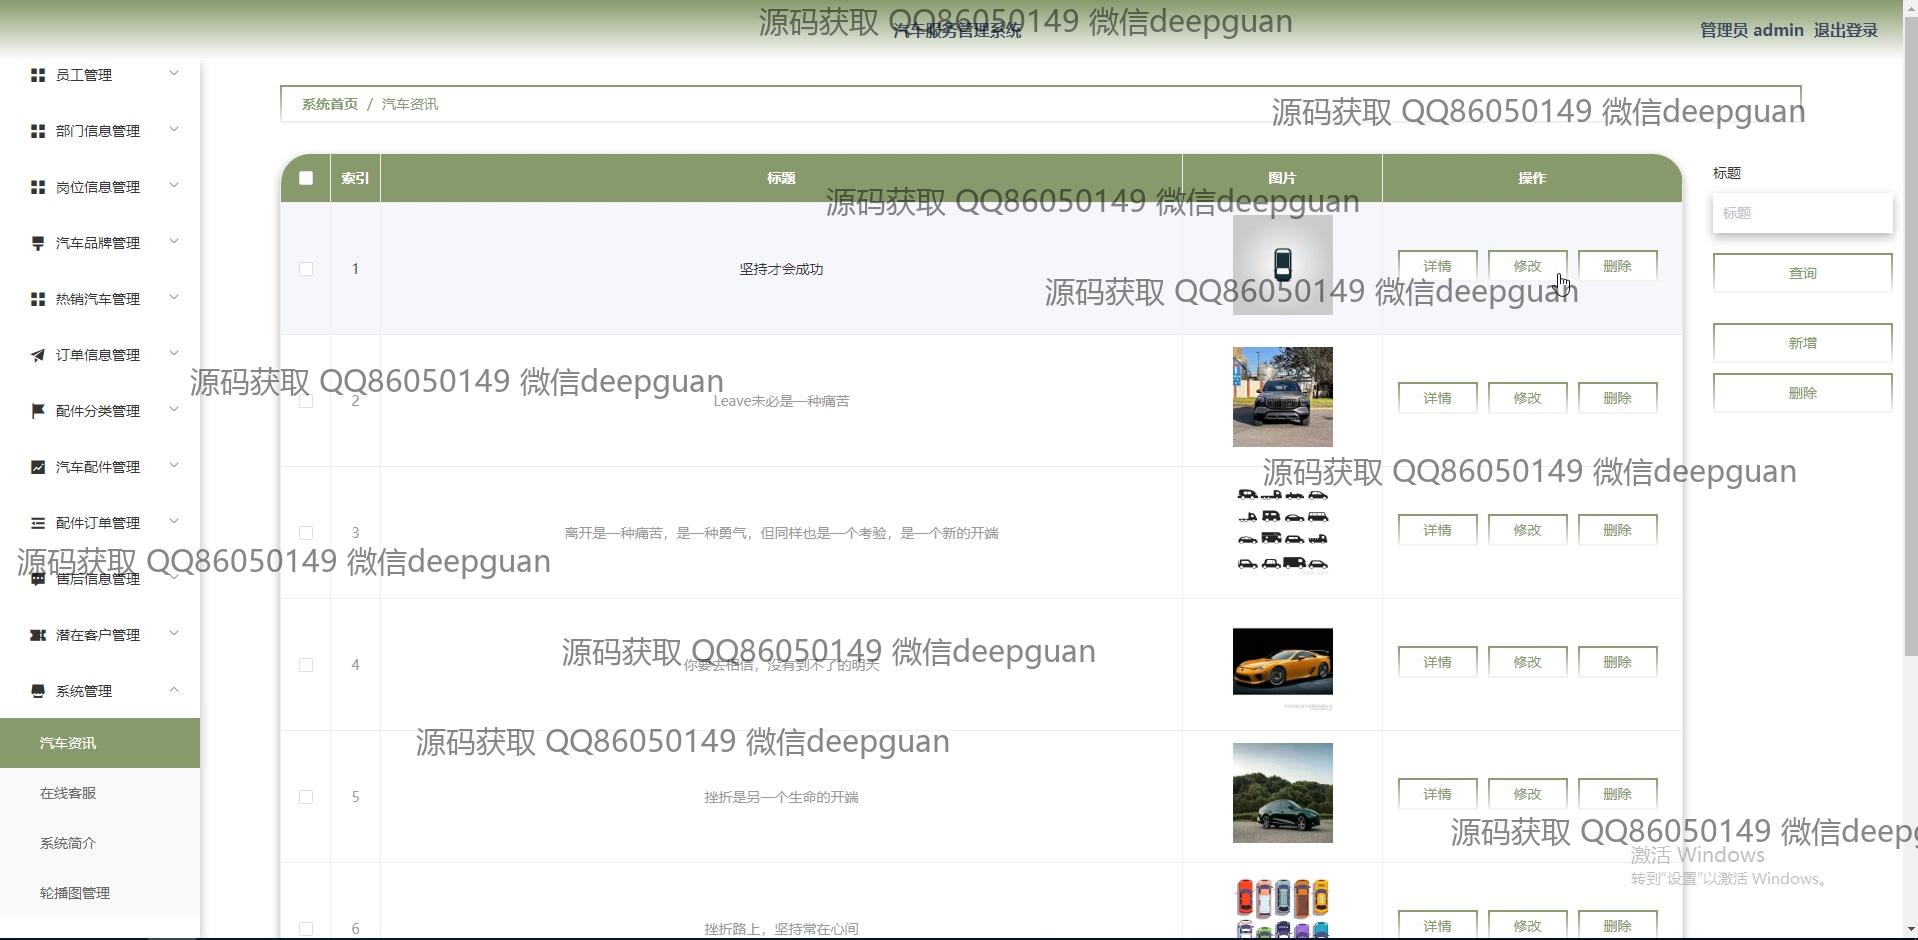 源码获取 QQ86050149 微信deepguan
汽车服务管理系统
管理员 admin 退出登录
员工管理
部门信息管理
岗位信息管理
汽车品牌管理
热销汽车管理
订单信息管理
配件分类管理
汽车配件管理
配件订单管理
售后信息管理
潜在客户管理
系统管理
汽车资讯
在线客服
系统简介
轮播图管理
系统首页 / 汽车资讯
源码获取 QQ86050149 微信deepguan
索引 标题 图片 操作
源码获取 QQ86050149 微信deepguan
1 坚持才会成功 详情 修改 删除
源码获取 QQ86050149 微信deepguan
源码获取 QQ86050149 微信deepguan
2 Leave未必是一种痛苦 详情 修改 删除
源码获取 QQ86050149 微信deepguan
3 离开是一种痛苦，是一种勇气，但同样也是一个考验，是一个新的开端 详情 修改 删除
源码获取 QQ86050149 微信deepguan
源码获取 QQ86050149 微信deepguan
4 你要去相信，没有到不了的明天 详情 修改 删除
源码获取 QQ86050149 微信deepguan
5 挫折是另一个生命的开端 详情 修改 删除
源码获取 QQ86050149 微信deepg
6 挫折路上，坚持常在心间 详情 修改 删除
标题
标题
查询
新增
删除
激活 Windows
转到“设置”以激活 Windows。